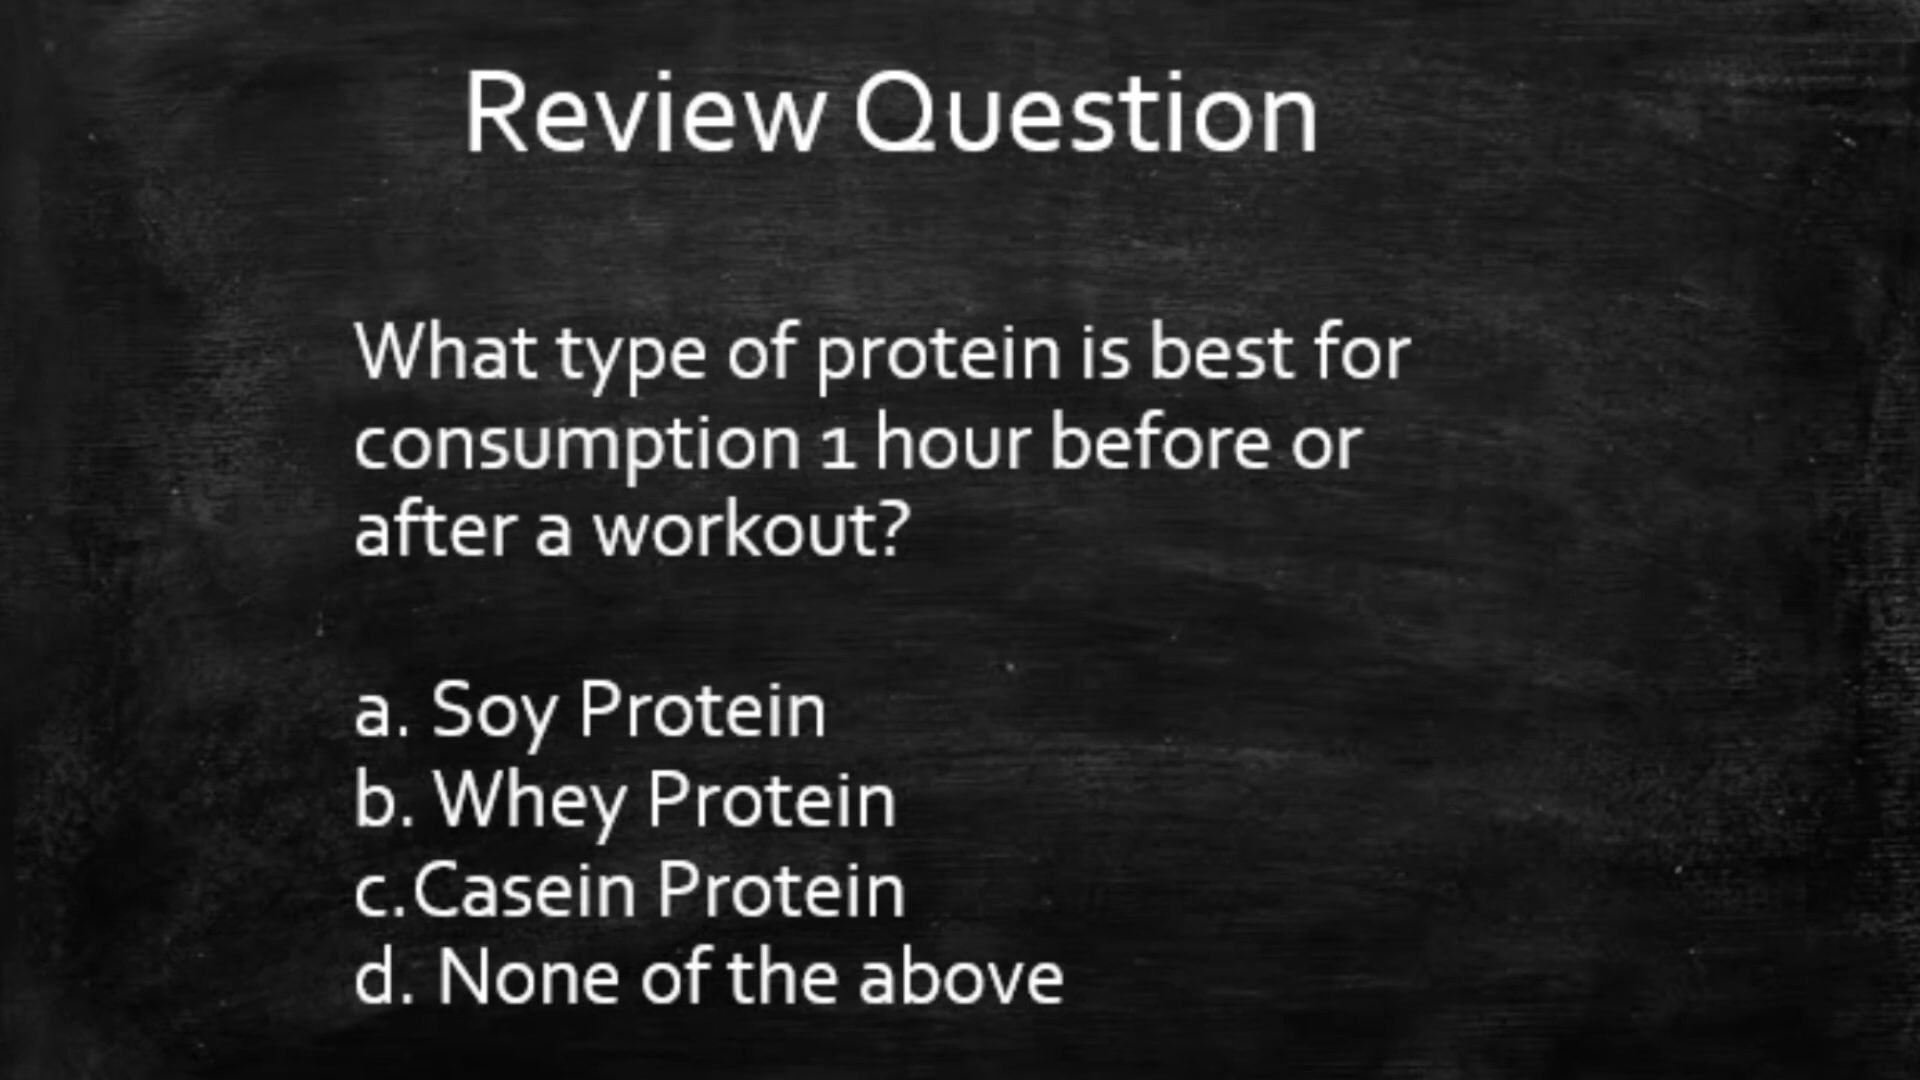 Review Question
What type of protein is best for
consumption 1 hour before or
after a workout?
a. Soy Protein
b. Whey Protein
c. Casein Protein
d. None of the above